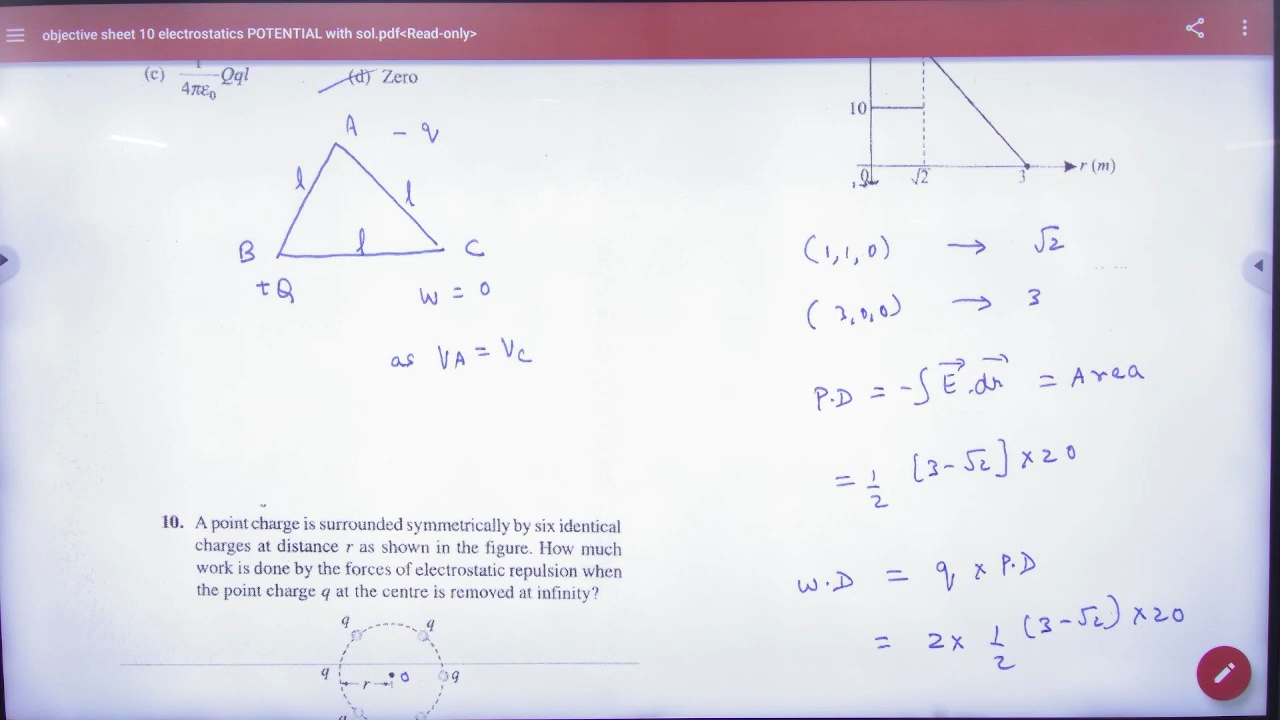 objective sheet 10 electrostatics POTENTIAL with sol.pdf<Read-only>
(c) 1/4πε₀ Qql (d) Zero
A - q
l l
B l C
+Q W = 0
as V_A = V_C
10. A point charge is surrounded symmetrically by six identical
charges at distance r as shown in the figure. How much
work is done by the forces of electrostatic repulsion when
the point charge q at the centre is removed at infinity?
q q
q r 0 q
10
0 √2 3 r (m)
(1,1,0) → √2
(3,0,0) → 3
P.D = -∫ E⃗ . dr⃗ = Area
= 1/2 [3-√2] × 20
W.D = q × P.D
= 2 × 1/2 (3-√2) × 20